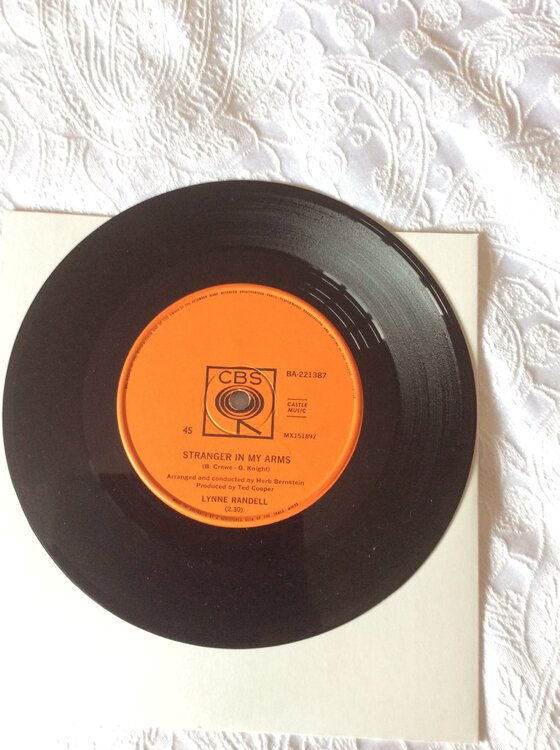 CBS
BA-221387
CASTLE
MUSIC
45
MX151897
STRANGER IN MY ARMS
(B. Crewe - G. Knight)
Arranged and conducted by Herb Bernstein
Produced by Ted Cooper
LYNNE RANDELL
(2.30)